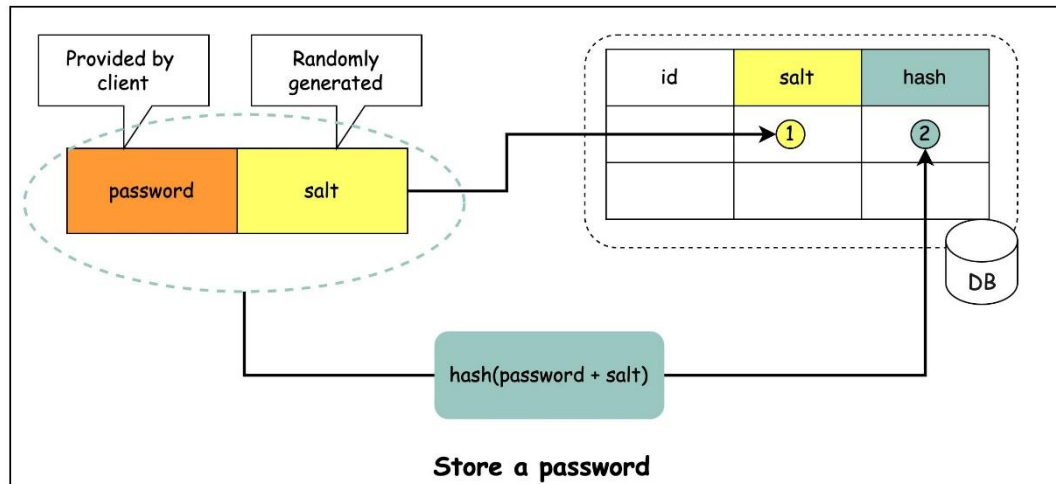 Provided by
client
Randomly
generated
id
salt
hash
1
2
password
salt
DB
hash(password + salt)
Store a password